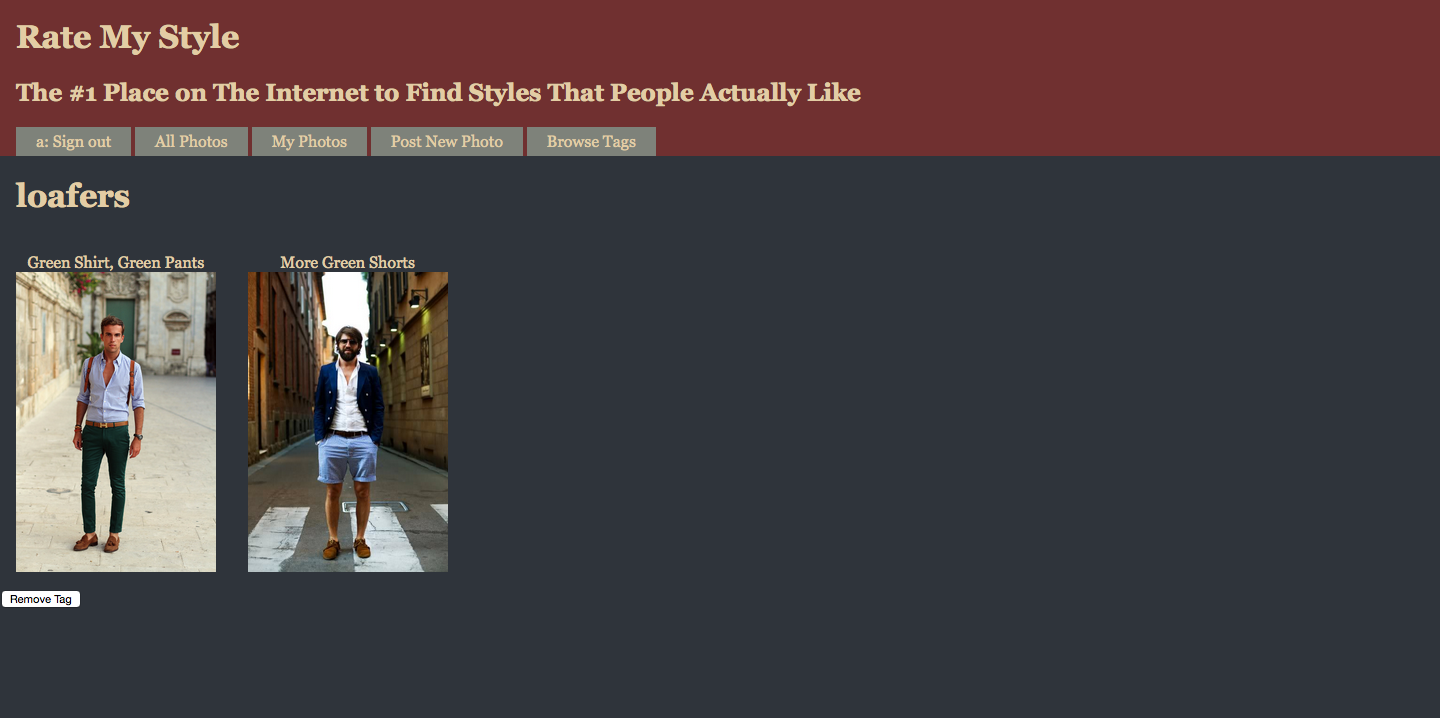 Rate My Style
The #1 Place on The Internet to Find Styles That People Actually Like
a: Sign out All Photos My Photos Post New Photo Browse Tags
loafers
Green Shirt, Green Pants More Green Shorts
Remove Tag